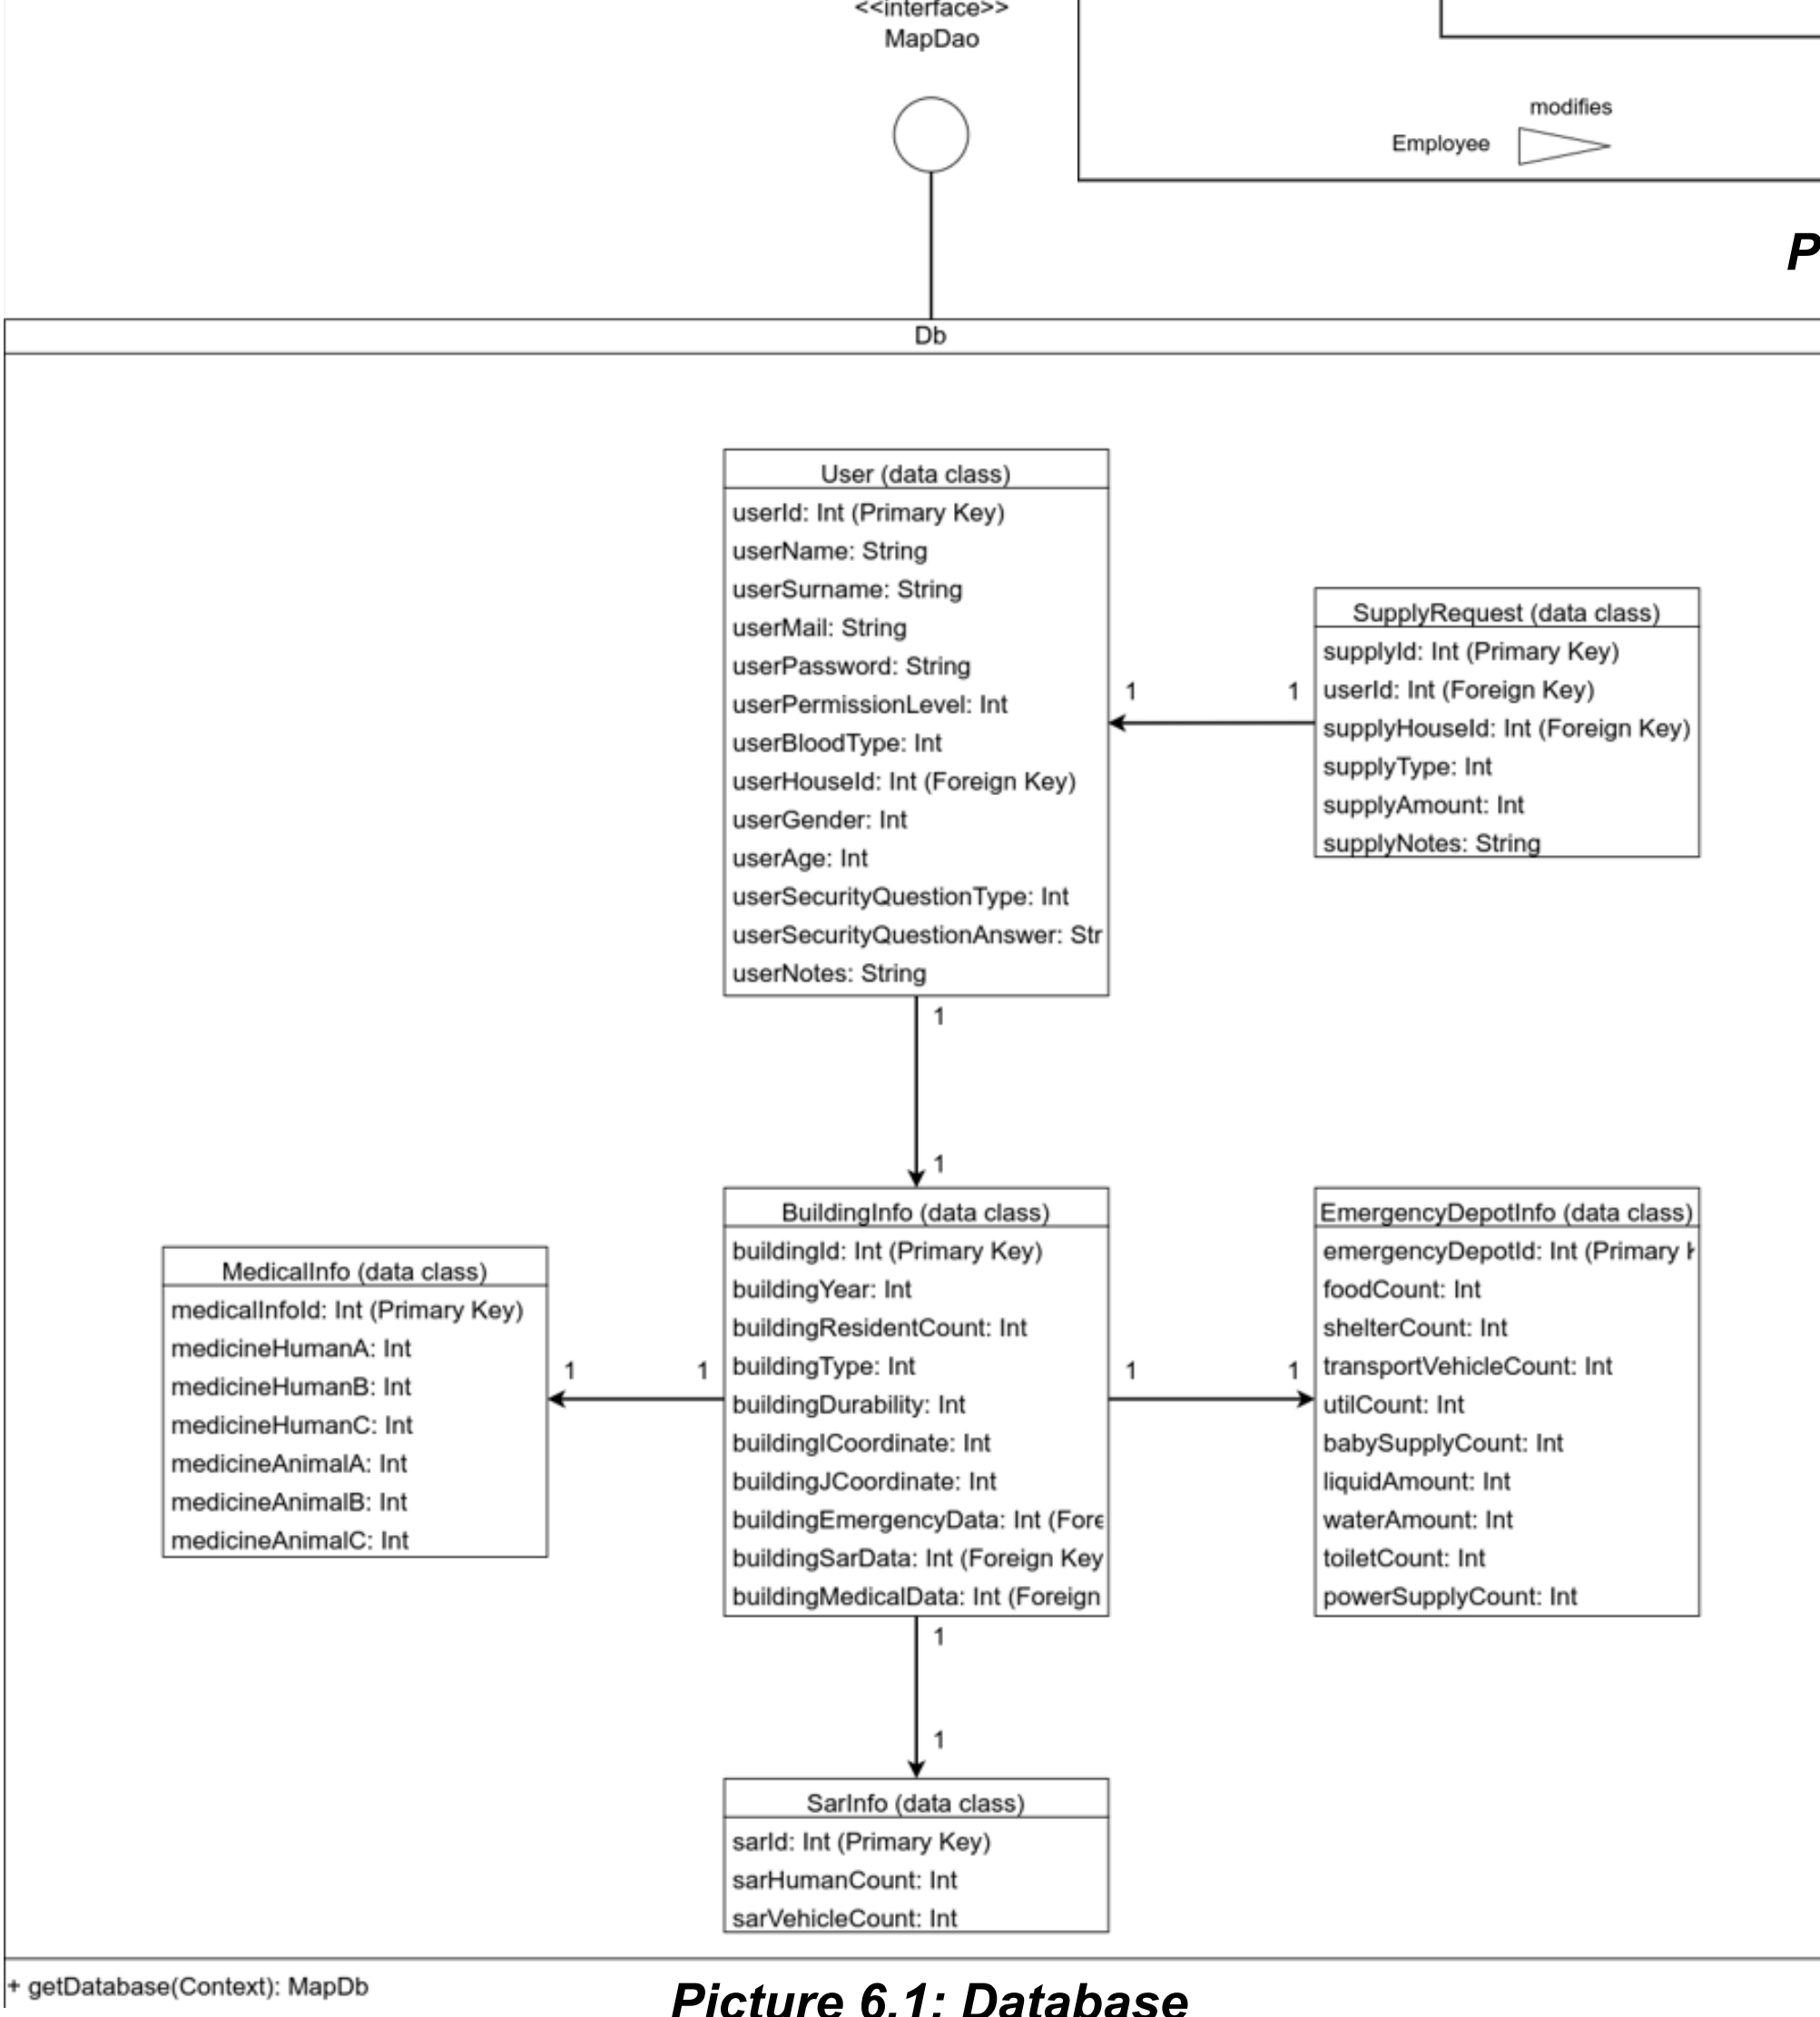 <<interface>>
MapDao
modifies
Employee
P
Db
User (data class)
userId: Int (Primary Key)
userName: String
userSurname: String
userMail: String
userPassword: String
userPermissionLevel: Int
userBloodType: Int
userHouseId: Int (Foreign Key)
userGender: Int
userAge: Int
userSecurityQuestionType: Int
userSecurityQuestionAnswer: Str
userNotes: String
1
1
SupplyRequest (data class)
supplyId: Int (Primary Key)
userId: Int (Foreign Key)
supplyHouseId: Int (Foreign Key)
supplyType: Int
supplyAmount: Int
supplyNotes: String
1
1
MedicalInfo (data class)
medicalInfoId: Int (Primary Key)
medicineHumanA: Int
medicineHumanB: Int
medicineHumanC: Int
medicineAnimalA: Int
medicineAnimalB: Int
medicineAnimalC: Int
1
1
BuildingInfo (data class)
buildingId: Int (Primary Key)
buildingYear: Int
buildingResidentCount: Int
buildingType: Int
buildingDurability: Int
buildingICoordinate: Int
buildingJCoordinate: Int
buildingEmergencyData: Int (Fore
buildingSarData: Int (Foreign Key
buildingMedicalData: Int (Foreign
1
1
EmergencyDepotInfo (data class)
emergencyDepotId: Int (Primary
foodCount: Int
shelterCount: Int
transportVehicleCount: Int
utilCount: Int
babySupplyCount: Int
liquidAmount: Int
waterAmount: Int
toiletCount: Int
powerSupplyCount: Int
1
1
SarInfo (data class)
sarId: Int (Primary Key)
sarHumanCount: Int
sarVehicleCount: Int
+ getDatabase(Context): MapDb
Picture 6.1: Database